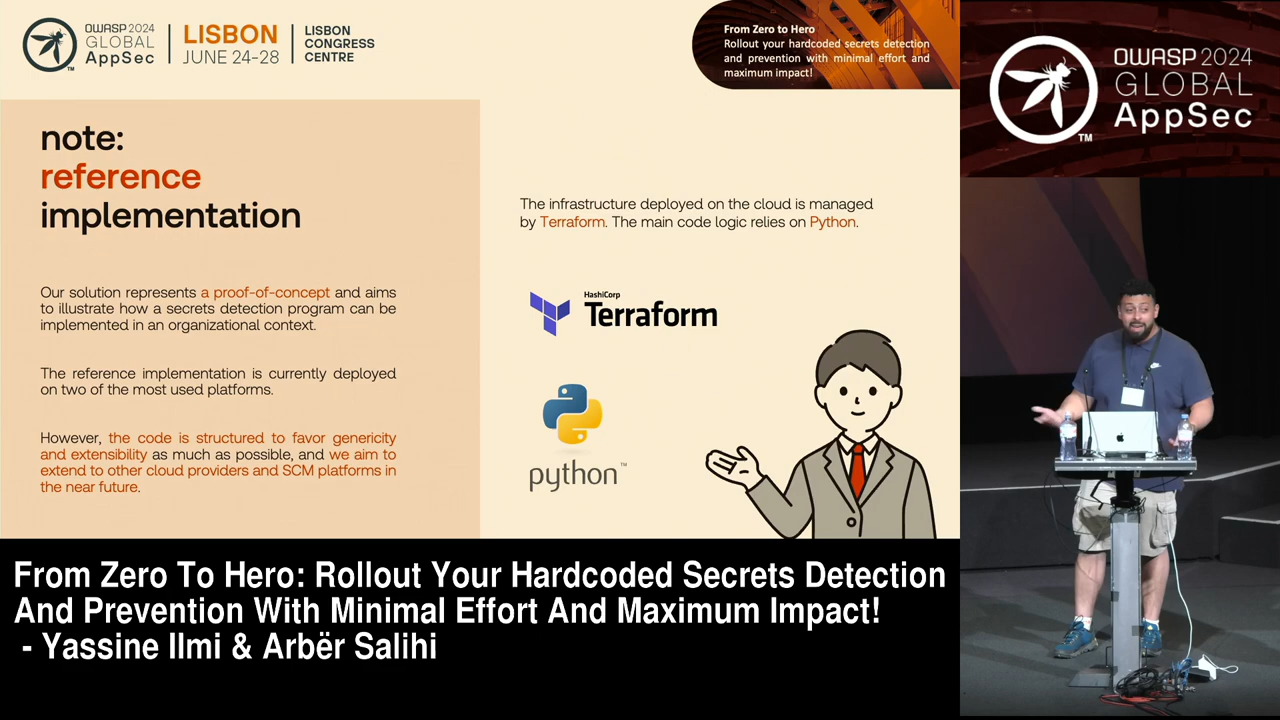 OWASP 2024
GLOBAL
AppSec
TM
LISBON
JUNE 24-28
LISBON
CONGRESS
CENTRE
From Zero to Hero
Rollout your hardcoded secrets detection
and prevention with minimal effort and
maximum impact!
OWASP 2024
GLOBAL
AppSec
TM
note:
reference
implementation
The infrastructure deployed on the cloud is managed
by Terraform. The main code logic relies on Python.
Our solution represents a proof-of-concept and aims
to illustrate how a secrets detection program can be
implemented in an organizational context.
The reference implementation is currently deployed
on two of the most used platforms.
However, the code is structured to favor genericity
and extensibility as much as possible, and we aim to
extend to other cloud providers and SCM platforms in
the near future.
HashiCorp
Terraform
python™
From Zero To Hero: Rollout Your Hardcoded Secrets Detection
And Prevention With Minimal Effort And Maximum Impact!
- Yassine Ilmi & Arbër Salihi